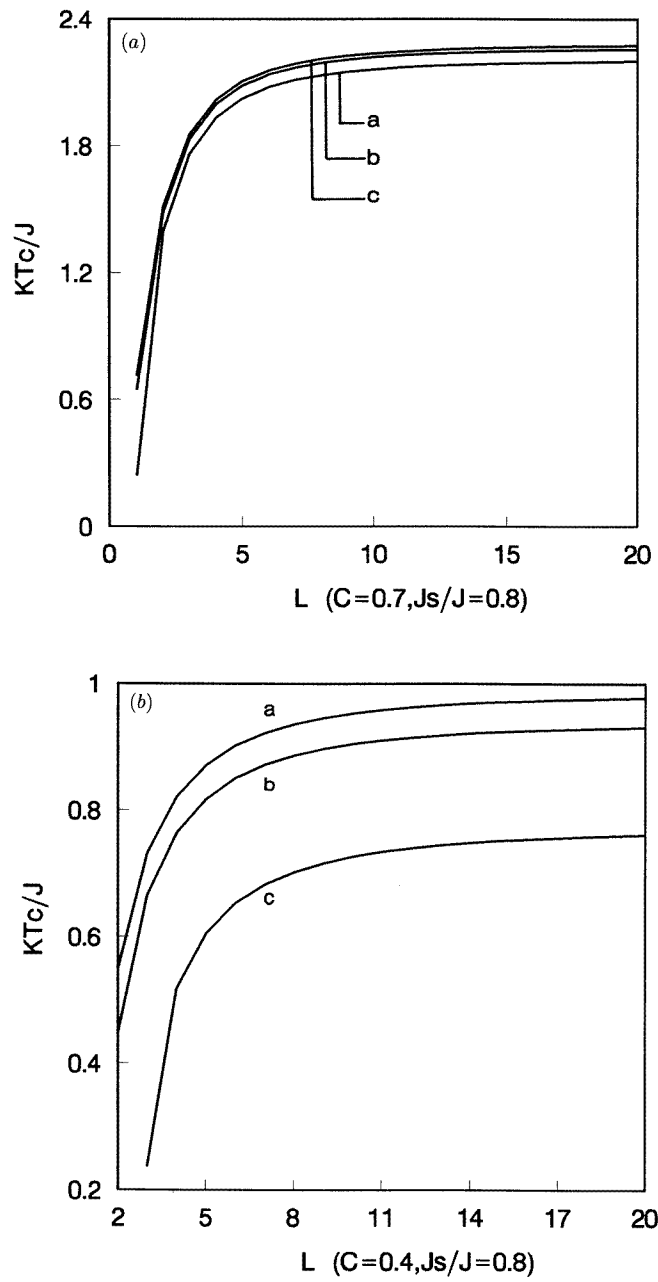 (a)
2.4
1.8
1.2
0.6
0
KTc/J
a
b
c
0 5 10 15 20
L (C=0.7,Js/J=0.8)
(b)
1
0.8
0.6
0.4
0.2
KTc/J
a
b
c
2 5 8 11 14 17 20
L (C=0.4,Js/J=0.8)